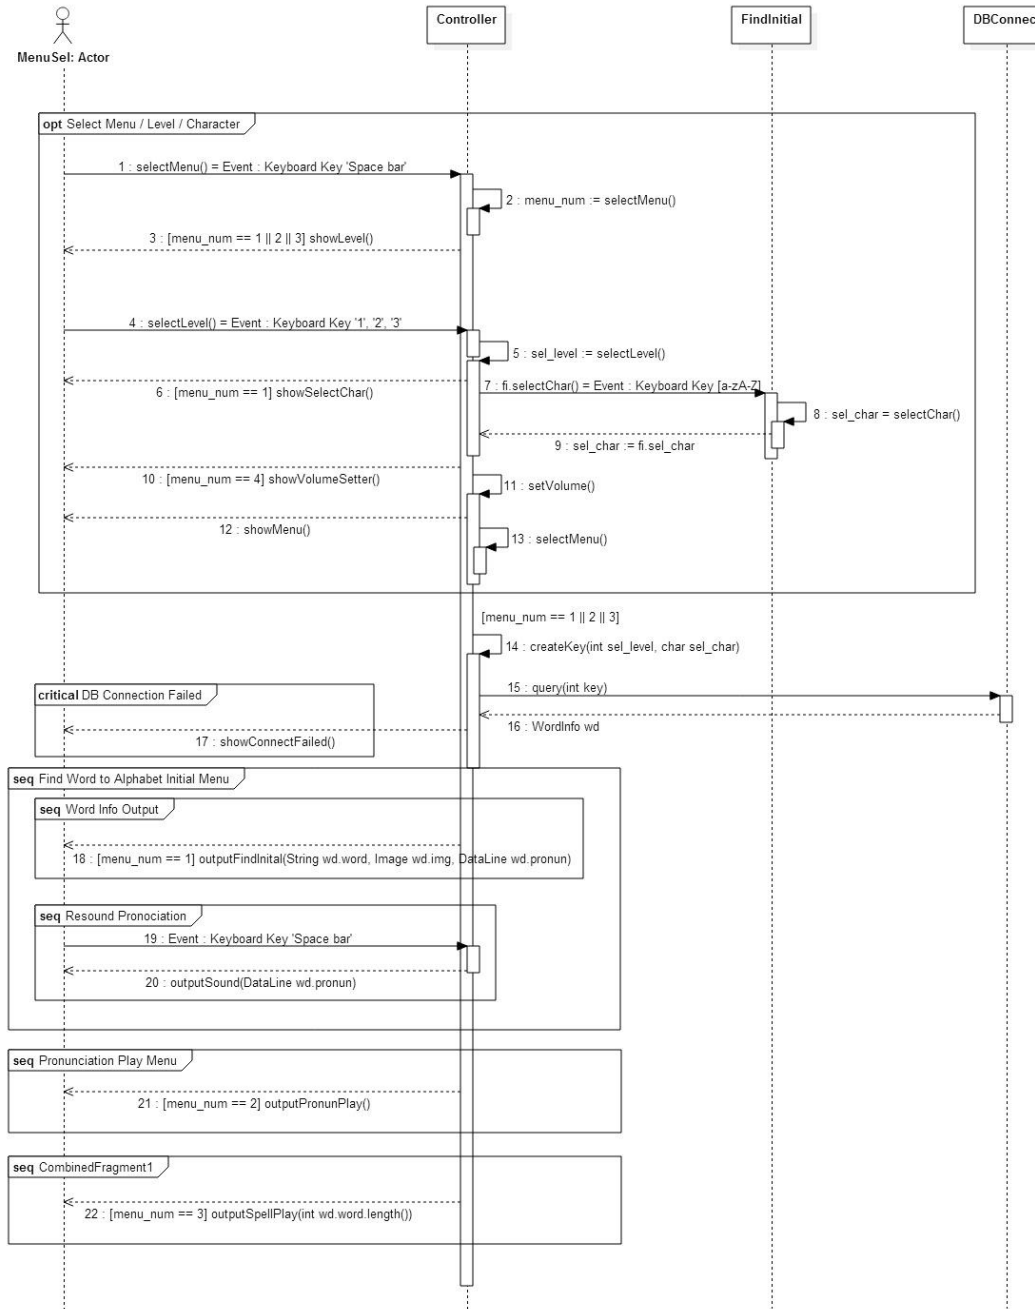 MenuSel: Actor
Controller
FindInitial
DBConnec
opt Select Menu / Level / Character
1 : selectMenu() = Event : Keyboard Key 'Space bar'
2 : menu_num := selectMenu()
3 : [menu_num == 1 || 2 || 3] showLevel()
4 : selectLevel() = Event : Keyboard Key '1', '2', '3'
5 : sel_level := selectLevel()
6 : [menu_num == 1] showSelectChar()
7 : fi.selectChar() = Event : Keyboard Key [a-zA-Z]
8 : sel_char = selectChar()
9 : sel_char := fi.sel_char
10 : [menu_num == 4] showVolumeSetter()
11 : setVolume()
12 : showMenu()
13 : selectMenu()
[menu_num == 1 || 2 || 3]
14 : createKey(int sel_level, char sel_char)
15 : query(int key)
critical DB Connection Failed
16 : WordInfo wd
17 : showConnectFailed()
seq Find Word to Alphabet Initial Menu
seq Word Info Output
18 : [menu_num == 1] outputFindInital(String wd.word, Image wd.img, DataLine wd.pronun)
seq Resound Pronociation
19 : Event : Keyboard Key 'Space bar'
20 : outputSound(DataLine wd.pronun)
seq Pronunciation Play Menu
21 : [menu_num == 2] outputPronunPlay()
seq CombinedFragment1
22 : [menu_num == 3] outputSpellPlay(int wd.word.length())